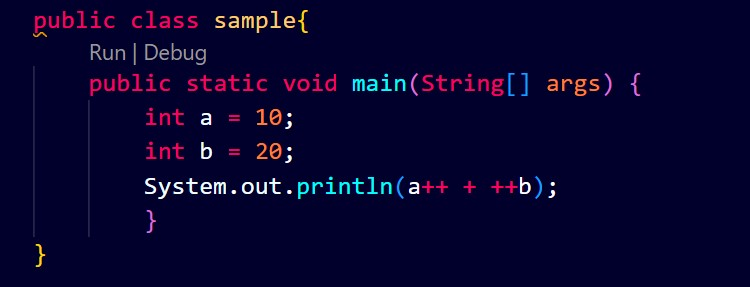 public class sample{
Run | Debug
public static void main(String[] args) {
int a = 10;
int b = 20;
System.out.println(a++ + ++b);
}
}